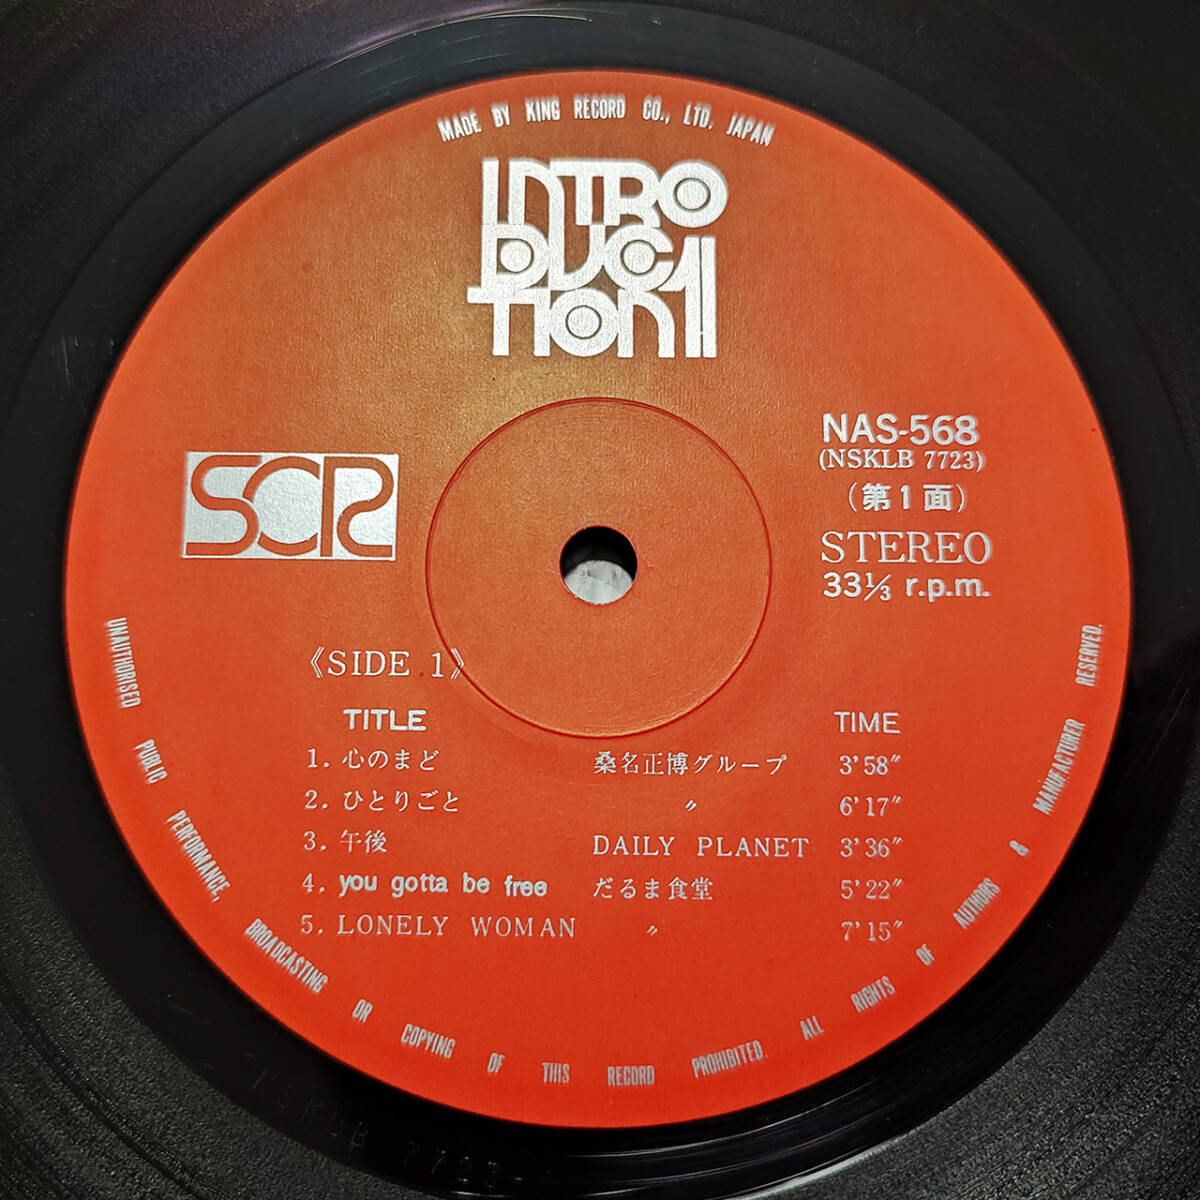 MADE BY KING RECORD CO., LTD. JAPAN
INTRO
DUC
TION II
SCR
NAS-568
(NSKLB 7723)
(第1面)
STEREO
33⅓ r.p.m.
《SIDE 1》
TITLE TIME
1. 心のまど 桑名正博グループ 3'58"
2. ひとりごと 〃 6'17"
3. 午後 DAILY PLANET 3'36"
4. you gotta be free だるま食堂 5'22"
5. LONELY WOMAN 〃 7'15"
UNAUTHORISED PUBLIC PERFORMANCE, BROADCASTING OR COPYING OF THIS RECORD PROHIBITED. ALL RIGHTS OF AUTHORS & MANUFACTURER RESERVED.